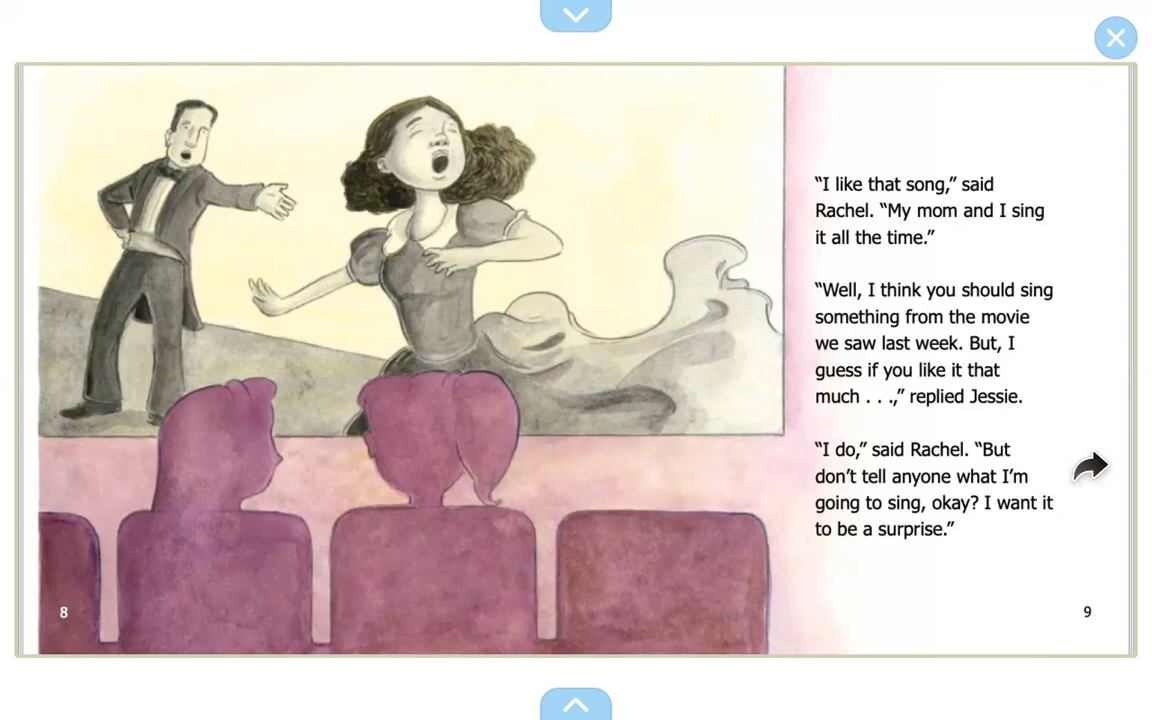 “I like that song,” said
Rachel. “My mom and I sing
it all the time.”
“Well, I think you should sing
something from the movie
we saw last week. But, I
guess if you like it that
much . . .,” replied Jessie.
“I do,” said Rachel. “But
don’t tell anyone what I’m
going to sing, okay? I want it
to be a surprise.”
8
9